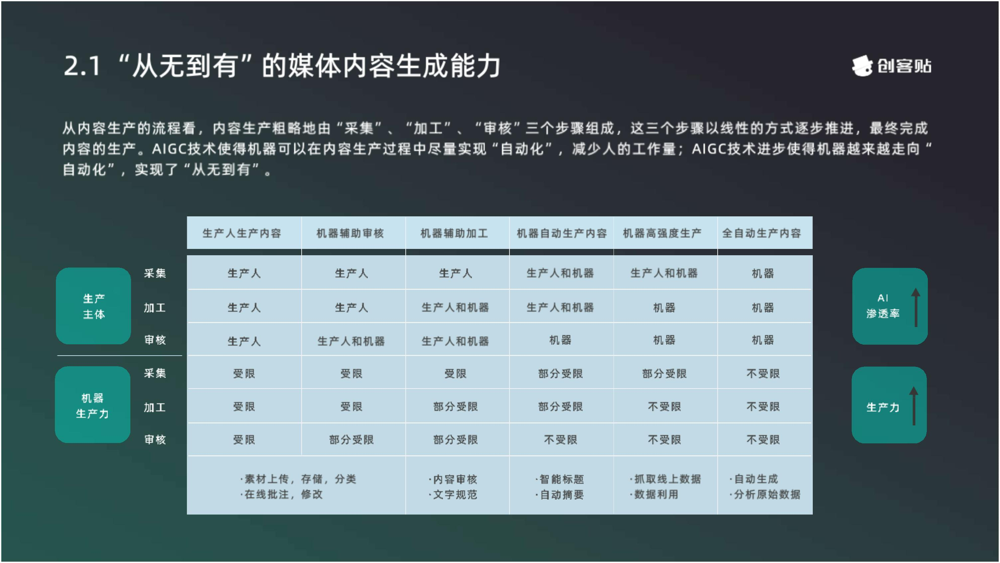 2.1 “从无到有”的媒体内容生成能力
创客贴
从内容生产的流程看，内容生产粗略地由“采集”、“加工”、“审核”三个步骤组成，这三个步骤以线性的方式逐步推进，最终完成
内容的生产。AIGC技术使得机器可以在内容生产过程中尽量实现“自动化”，减少人的工作量；AIGC技术进步使得机器越来越走向“
自动化”，实现了“从无到有”。
生产人生产内容 机器辅助审核 机器辅助加工 机器自动生产内容 机器高强度生产 全自动生产内容
生产
主体
采集 生产人 生产人 生产人 生产人和机器 生产人和机器 机器
加工 生产人 生产人 生产人和机器 生产人和机器 机器 机器
审核 生产人 生产人和机器 生产人和机器 机器 机器 机器
AI
渗透率
机器
生产力
采集 受限 受限 受限 部分受限 部分受限 不受限
加工 受限 受限 部分受限 部分受限 不受限 不受限
审核 受限 部分受限 部分受限 不受限 不受限 不受限
生产力
·素材上传，存储，分类
·在线批注，修改
·内容审核
·文字规范
·智能标题
·自动摘要
·抓取线上数据
·数据利用
·自动生成
·分析原始数据